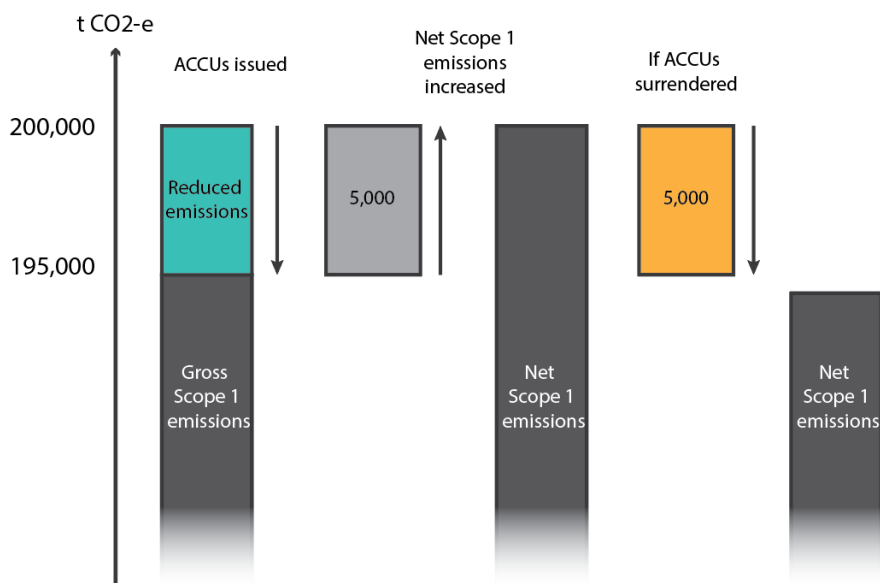 t CO2-e
ACCUs issued
Net Scope 1
emissions
increased
If ACCUs
surrendered
200,000
195,000
Reduced
emissions
5,000
5,000
Gross
Scope 1
emissions
Net
Scope 1
emissions
Net
Scope 1
emissions